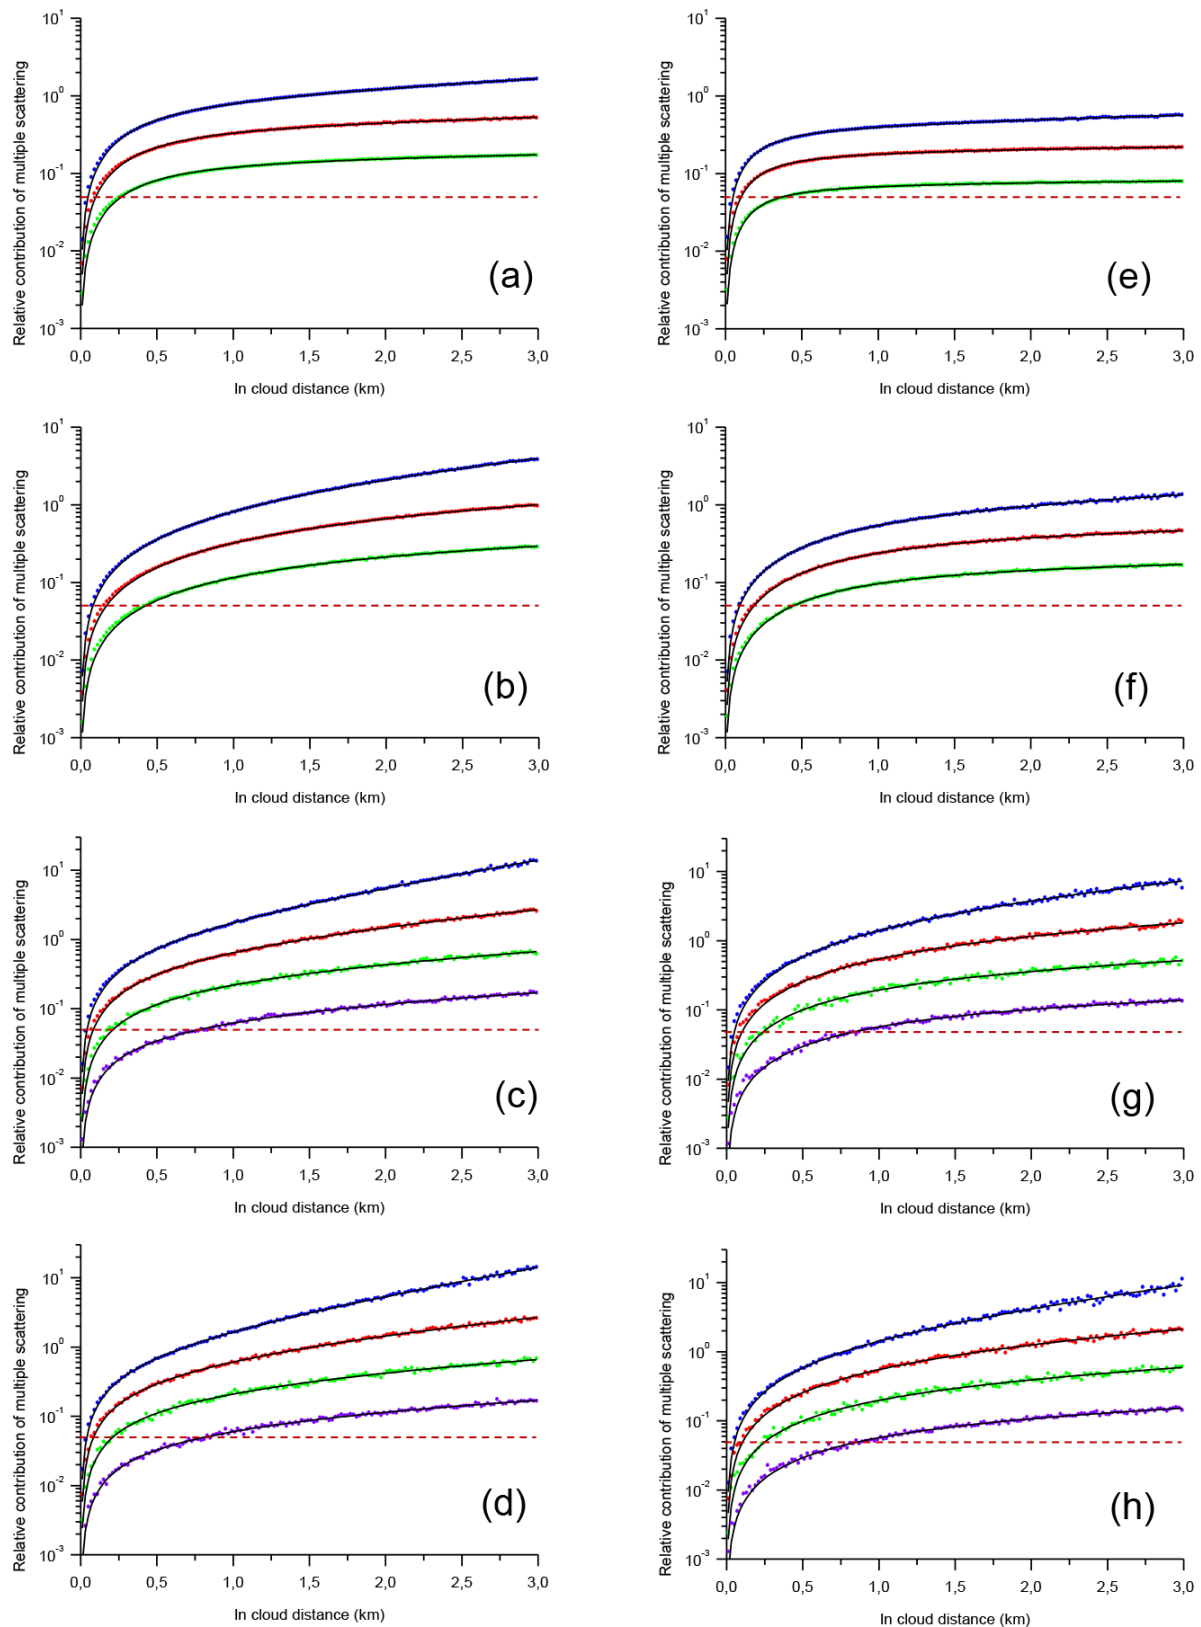 Relative contribution of multiple scattering
10¹
10⁰
10⁻¹
10⁻²
10⁻³
(a)
0,0 0,5 1,0 1,5 2,0 2,5 3,0
In cloud distance (km)
Relative contribution of multiple scattering
10¹
10⁰
10⁻¹
10⁻²
10⁻³
(e)
0,0 0,5 1,0 1,5 2,0 2,5 3,0
In cloud distance (km)
Relative contribution of multiple scattering
10¹
10⁰
10⁻¹
10⁻²
10⁻³
(b)
0,0 0,5 1,0 1,5 2,0 2,5 3,0
In cloud distance (km)
Relative contribution of multiple scattering
10¹
10⁰
10⁻¹
10⁻²
10⁻³
(f)
0,0 0,5 1,0 1,5 2,0 2,5 3,0
In cloud distance (km)
Relative contribution of multiple scattering
10¹
10⁰
10⁻¹
10⁻²
10⁻³
(c)
0,0 0,5 1,0 1,5 2,0 2,5 3,0
In cloud distance (km)
Relative contribution of multiple scattering
10¹
10⁰
10⁻¹
10⁻²
10⁻³
(g)
0,0 0,5 1,0 1,5 2,0 2,5 3,0
In cloud distance (km)
Relative contribution of multiple scattering
10¹
10⁰
10⁻¹
10⁻²
10⁻³
(d)
0,0 0,5 1,0 1,5 2,0 2,5 3,0
In cloud distance (km)
Relative contribution of multiple scattering
10¹
10⁰
10⁻¹
10⁻²
10⁻³
(h)
0,0 0,5 1,0 1,5 2,0 2,5 3,0
In cloud distance (km)